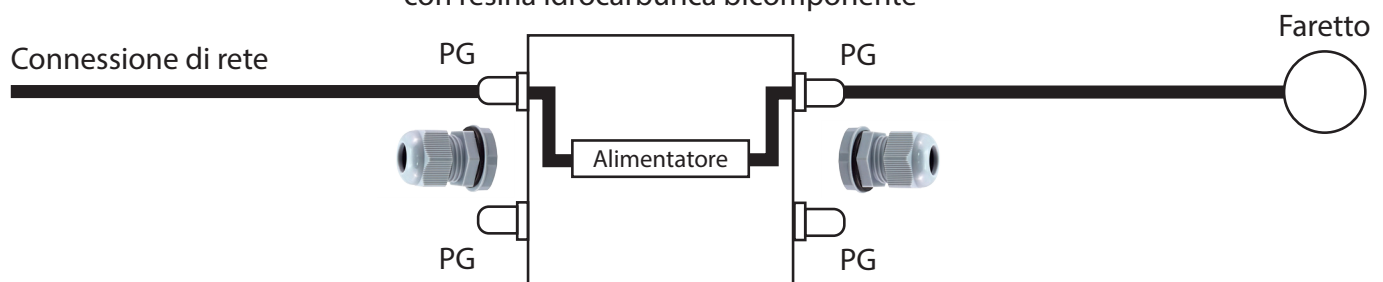 con resina idrocarburica bicomponente
Faretto
Connessione di rete
PG
PG
Alimentatore
PG
PG